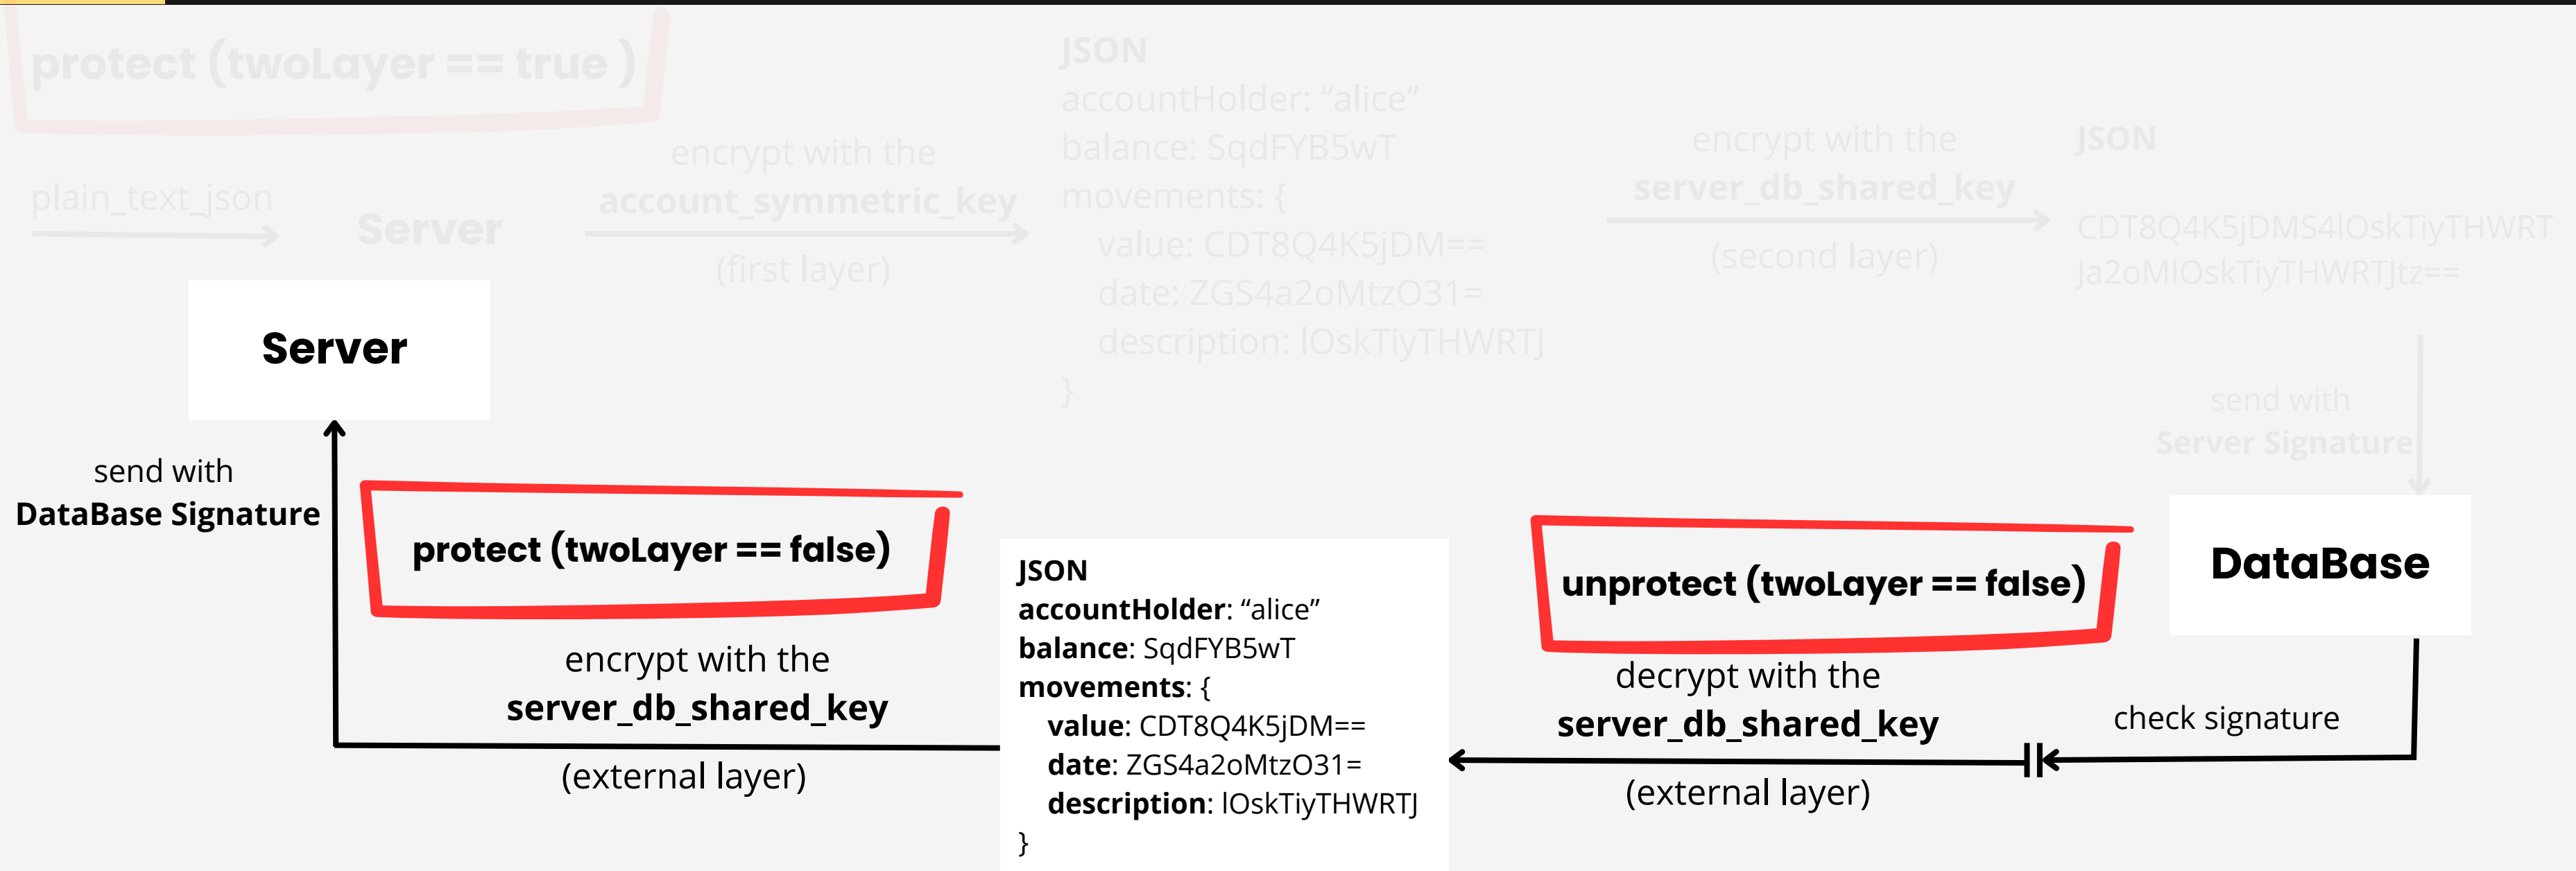 protect (twoLayer == true )
plain_text_json
Server
encrypt with the
account_symmetric_key
(first layer)
JSON
accountHolder: “alice”
balance: SqdFYB5wT
movements: {
value: CDT8Q4K5jDM==
date: ZGS4a2oMtzO31=
description: lOskTiyTHWRTJ
}
encrypt with the
server_db_shared_key
(second layer)
JSON
CDT8Q4K5jDMS4lOskTiyTHWRT
Ja2oMlOskTiyTHWRTJtz==
send with
Server Signature
Server
send with
DataBase Signature
protect (twoLayer == false)
encrypt with the
server_db_shared_key
(external layer)
JSON
accountHolder: “alice”
balance: SqdFYB5wT
movements: {
value: CDT8Q4K5jDM==
date: ZGS4a2oMtzO31=
description: lOskTiyTHWRTJ
}
unprotect (twoLayer == false)
decrypt with the
server_db_shared_key
(external layer)
DataBase
check signature